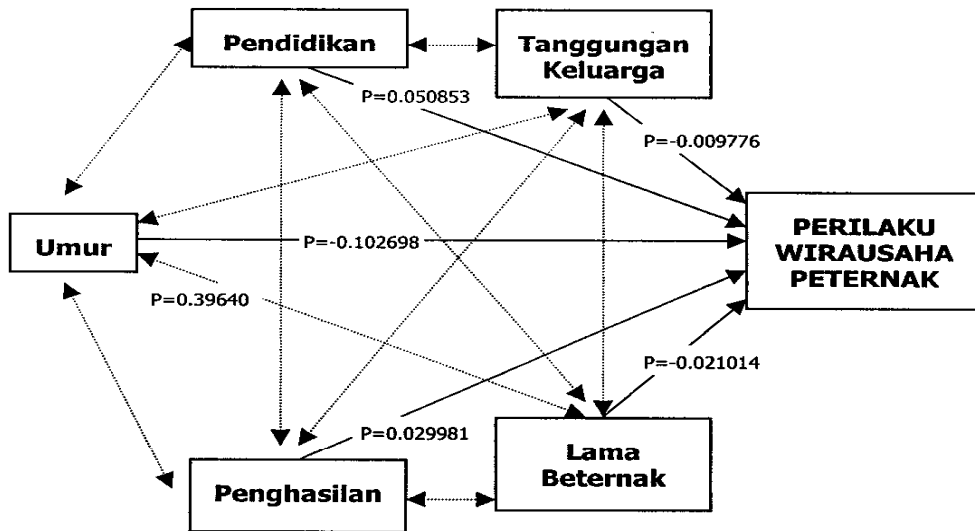 Pendidikan
Tanggungan
Keluarga
P=0.050853
P=-0.009776
Umur
P=-0.102698
PERILAKU
WIRAUSAHA
PETERNAK
P=0.39640
P=-0.021014
P=0.029981
Lama
Beternak
Penghasilan